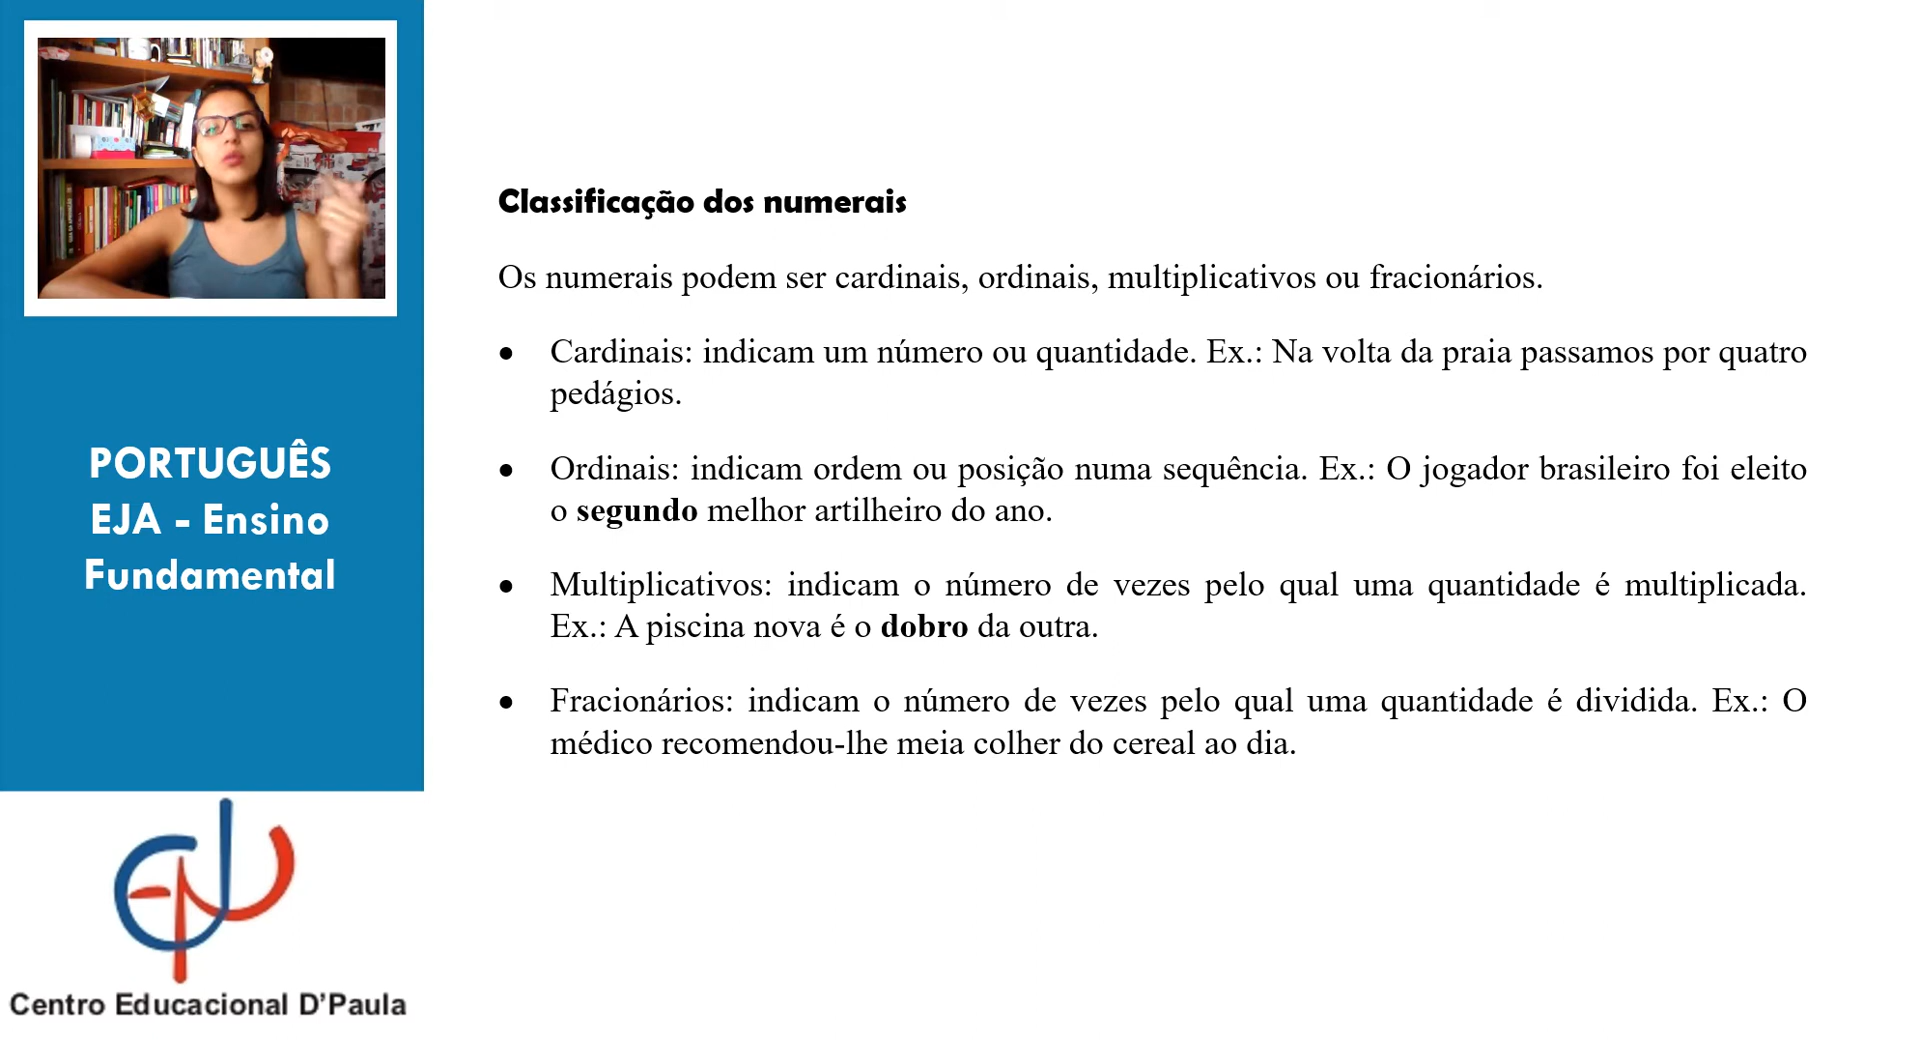 Classificação dos numerais
Os numerais podem ser cardinais, ordinais, multiplicativos ou fracionários.
• Cardinais: indicam um número ou quantidade. Ex.: Na volta da praia passamos por quatro
pedágios.
• Ordinais: indicam ordem ou posição numa sequência. Ex.: O jogador brasileiro foi eleito
o segundo melhor artilheiro do ano.
• Multiplicativos: indicam o número de vezes pelo qual uma quantidade é multiplicada.
Ex.: A piscina nova é o dobro da outra.
• Fracionários: indicam o número de vezes pelo qual uma quantidade é dividida. Ex.: O
médico recomendou-lhe meia colher do cereal ao dia.
PORTUGUÊS
EJA - Ensino
Fundamental
Centro Educacional D’Paula